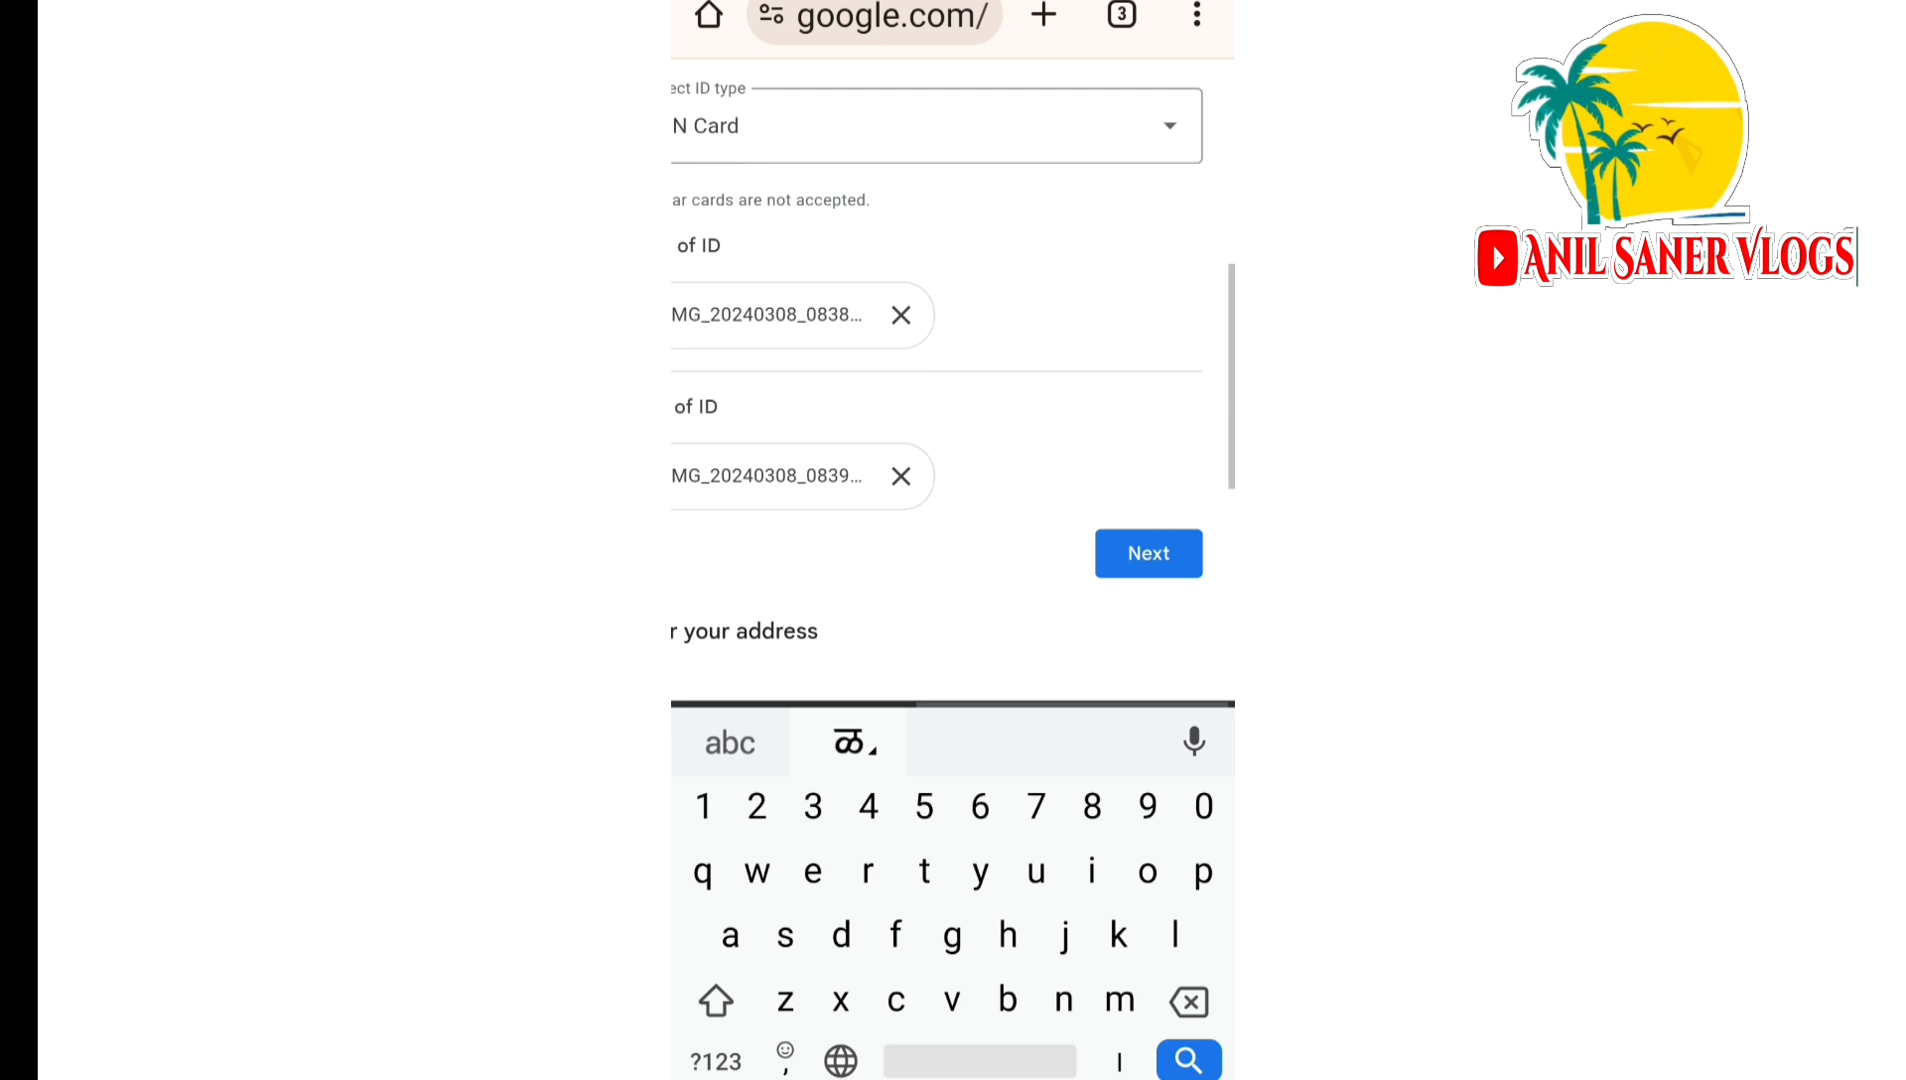 google.com/
3
ect ID type
N Card
ar cards are not accepted.
of ID
MG_20240308_0838...
of ID
MG_20240308_0839...
Next
r your address
abc
ळ
1 2 3 4 5 6 7 8 9 0
q w e r t y u i o p
a s d f g h j k l
z x c v b n m
?123 , |
ANIL SANER VLOGS